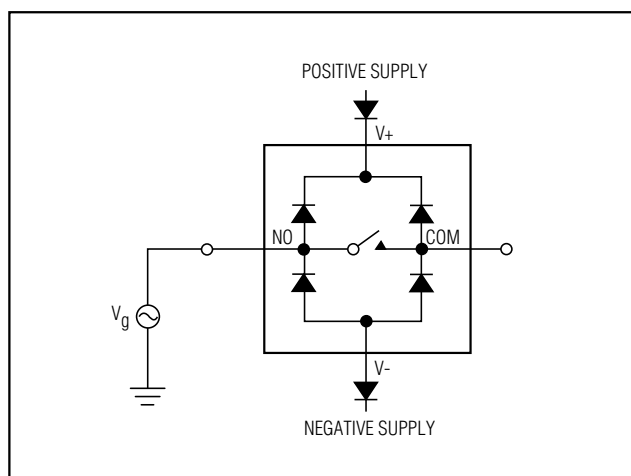 POSITIVE SUPPLY
V+
NO
COM
Vg
V-
NEGATIVE SUPPLY